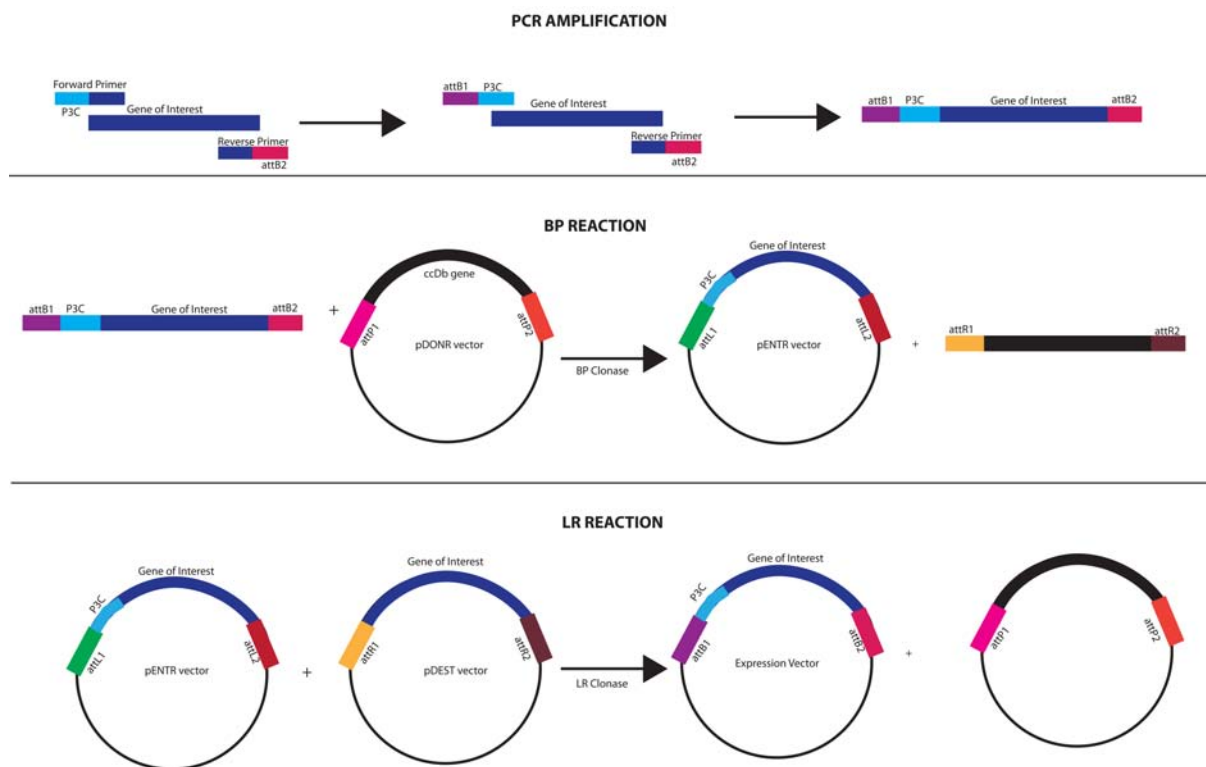 PCR AMPLIFICATION
Forward Primer
P3C
Gene of Interest
Reverse Primer
attB2
attB1
P3C
Gene of Interest
Reverse Primer
attB2
attB1
P3C
Gene of Interest
attB2
BP REACTION
attB1
P3C
Gene of Interest
attB2
+
ccDb gene
attP1
attP2
pDONR vector
BP Clonase
Gene of Interest
P3C
attL1
attL2
pENTR vector
+
attR1
attR2
LR REACTION
Gene of Interest
P3C
attL1
attL2
pENTR vector
+
Gene of Interest
attR1
attR2
pDEST vector
LR Clonase
Gene of Interest
P3C
attB1
attB2
Expression Vector
+
attP1
attP2